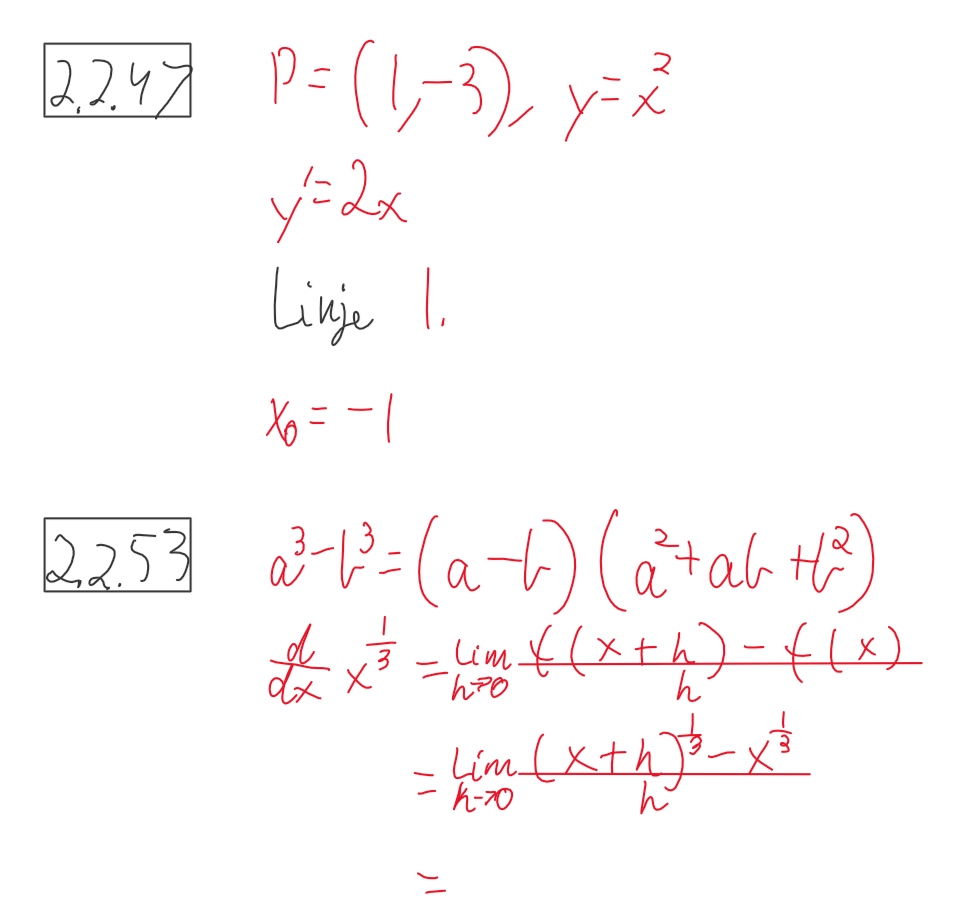 2.2.47 P = (1, -3), y = x²
y' = 2x
Linje 1.
x₀ = -1
2.2.53 a³ - b³ = (a - b)(a² + ab + b²)
d/dx x^(1/3) = lim h→0 (f(x+h) - f(x))/h
= lim h→0 ((x+h)^(1/3) - x^(1/3))/h
=